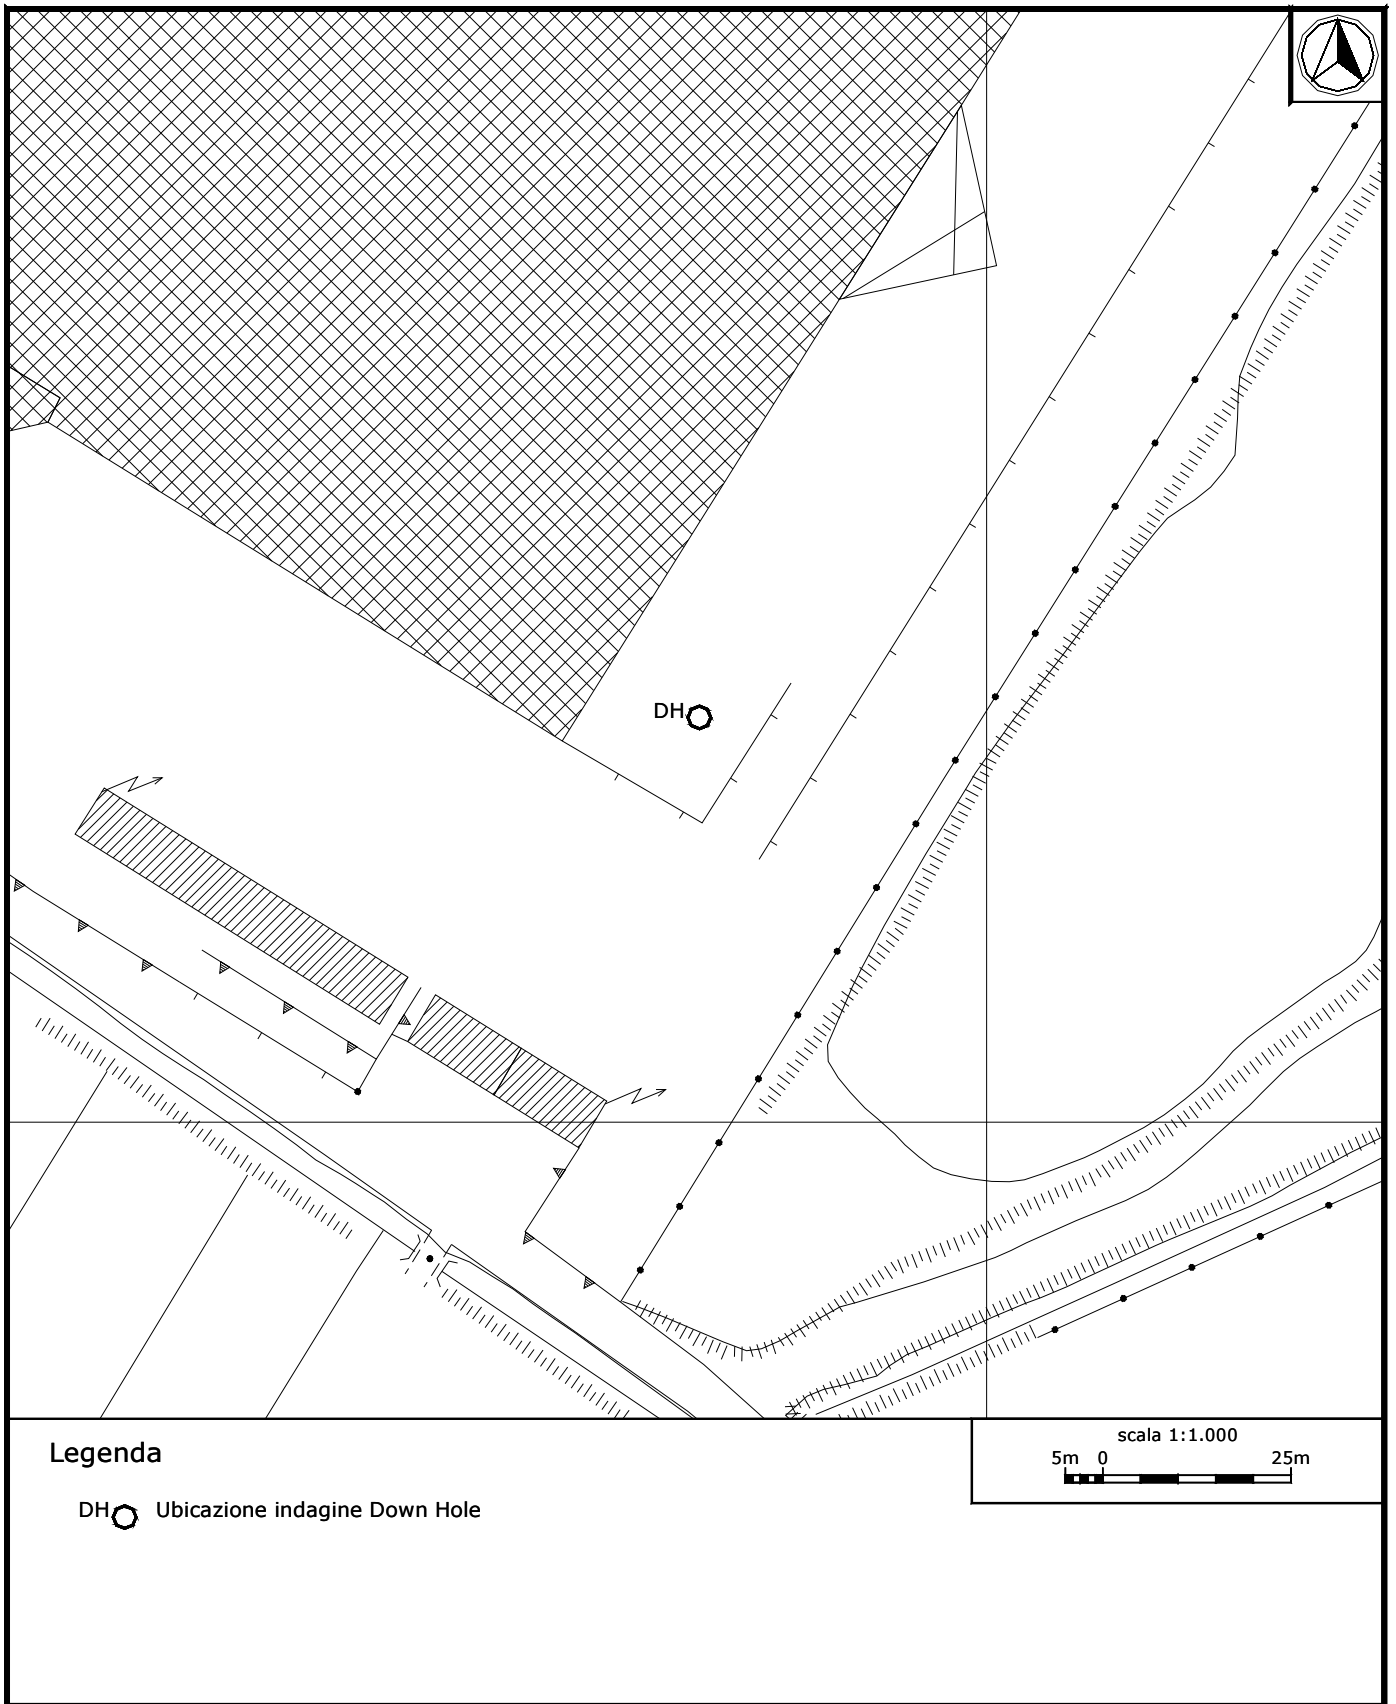 DH
Legenda
DH Ubicazione indagine Down Hole
scala 1:1.000
5m 0 25m